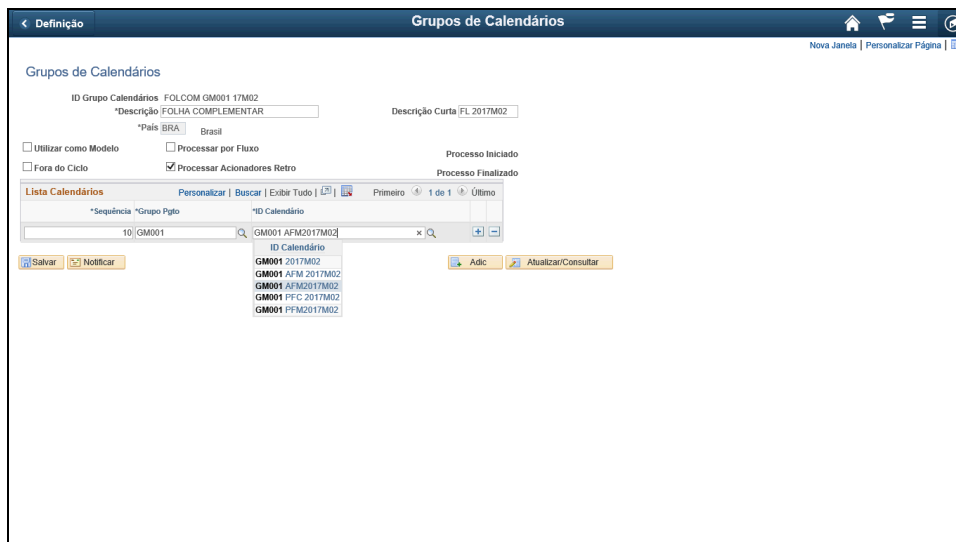 Definição
Grupos de Calendários
Nova Janela | Personalizar Página |
Grupos de Calendários
ID Grupo Calendários FOLCOM GM001 17M02
*Descrição FOLHA COMPLEMENTAR Descrição Curta FL 2017M02
*País BRA Brasil
Utilizar como Modelo Processar por Fluxo Processo Iniciado
Fora do Ciclo Processar Acionadores Retro Processo Finalizado
Lista Calendários Personalizar | Buscar | Exibir Tudo | | Primeiro 1 de 1 Último
*Sequência *Grupo Pgto *ID Calendário
10 GM001 GM001 AFM2017M02
ID Calendário
Salvar Notificar GM001 2017M02 Adic Atualizar/Consultar
GM001 AFM 2017M02
GM001 AFM2017M02
GM001 PFC 2017M02
GM001 PFM2017M02